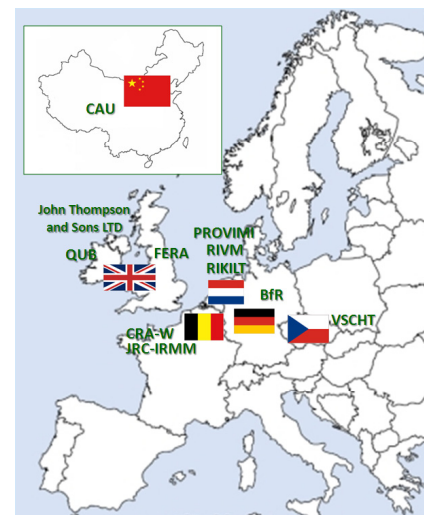 CAU
John Thompson
and Sons LTD
QUB
FERA
PROVIMI
RIVM
RIKILT
BfR
VSCHT
CRA-W
JRC-IRMM